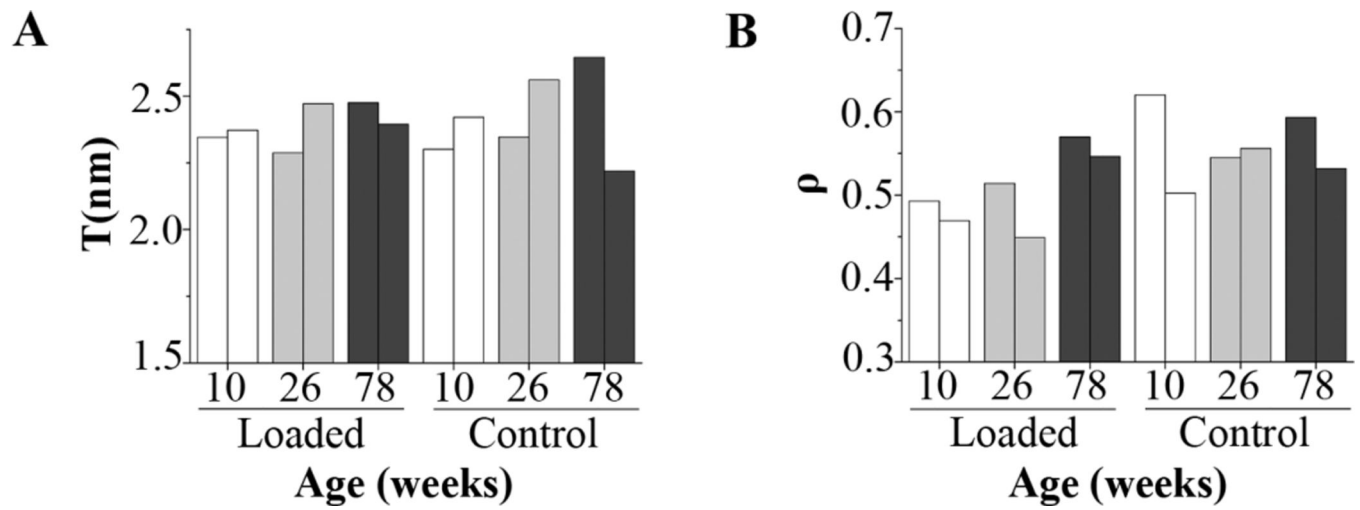 A
T(nm)
2.5
2.0
1.5
10 26 78 10 26 78
Loaded Control
Age (weeks)
B
ρ
0.7
0.6
0.5
0.4
0.3
10 26 78 10 26 78
Loaded Control
Age (weeks)